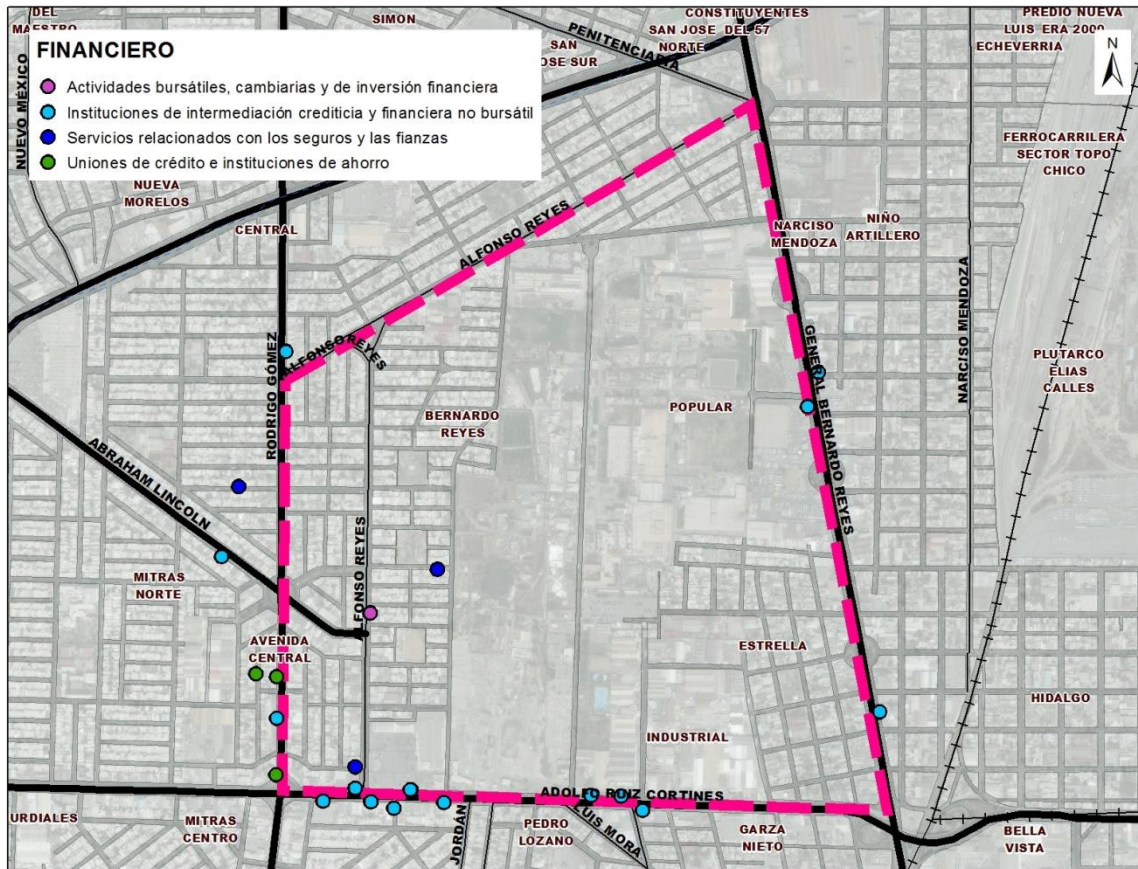 DEL
MAESTRO
SIMON
CONSTITUYENTES
SAN JOSE DEL 57
NORTE
PREDIO NUEVA
LUIS ERA 2000
ECHEVERRIA
SAN
OSE SUR
PENITENCIARIA
N
FINANCIERO
Actividades bursátiles, cambiarias y de inversión financiera
Instituciones de intermediación crediticia y financiera no bursátil
Servicios relacionados con los seguros y las fianzas
Uniones de crédito e instituciones de ahorro
NUEVO MÉXICO
NUEVA
MORELOS
CENTRAL
FERROCARRILERA
SECTOR TOPO
CHICO
ALFONSO REYES
NARCISO
MENDOZA
NIÑO
ARTILLERO
NARCISO MENDOZA
RODRIGO GÓMEZ
ALFONSO REYES
GENERAL BERNARDO REYES
PLUTARCO
ELIAS
CALLES
BERNARDO
REYES
POPULAR
ABRAHAM LINCOLN
MITRAS
NORTE
LFONSO REYES
AVENIDA
CENTRAL
ESTRELLA
HIDALGO
INDUSTRIAL
ADOLFO RUIZ CORTINES
URDIALES
MITRAS
CENTRO
JORDÁN
PEDRO
LOZANO
LUIS MORA
GARZA
NIETO
BELLA
VISTA